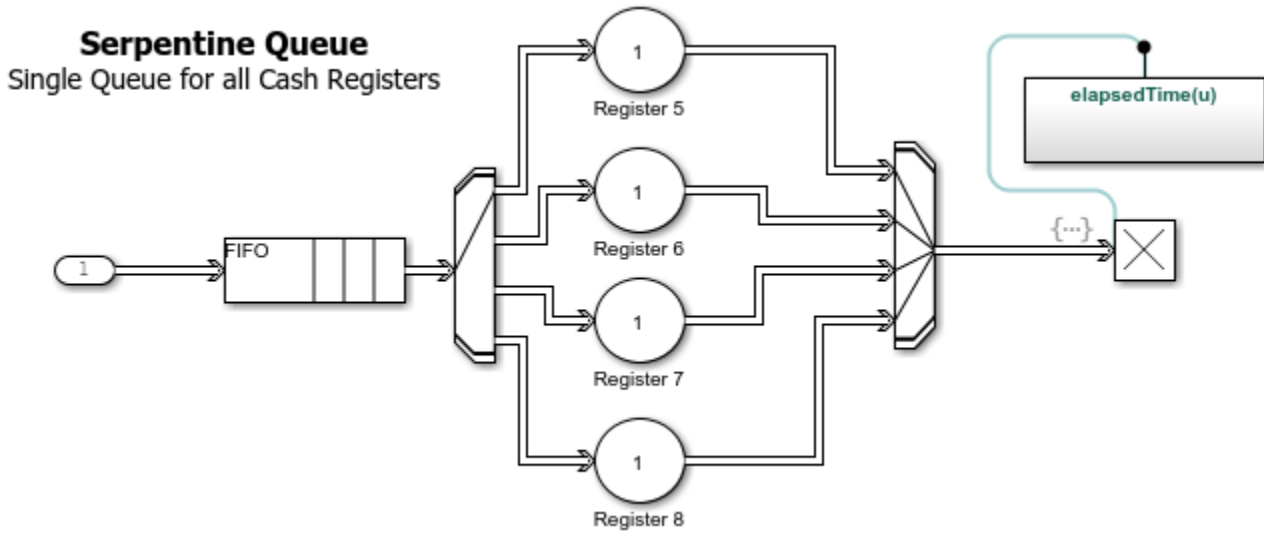 Serpentine Queue
Single Queue for all Cash Registers
1
Register 5
elapsedTime(u)
1
Register 6
{...}
FIFO
1
1
Register 7
1
Register 8